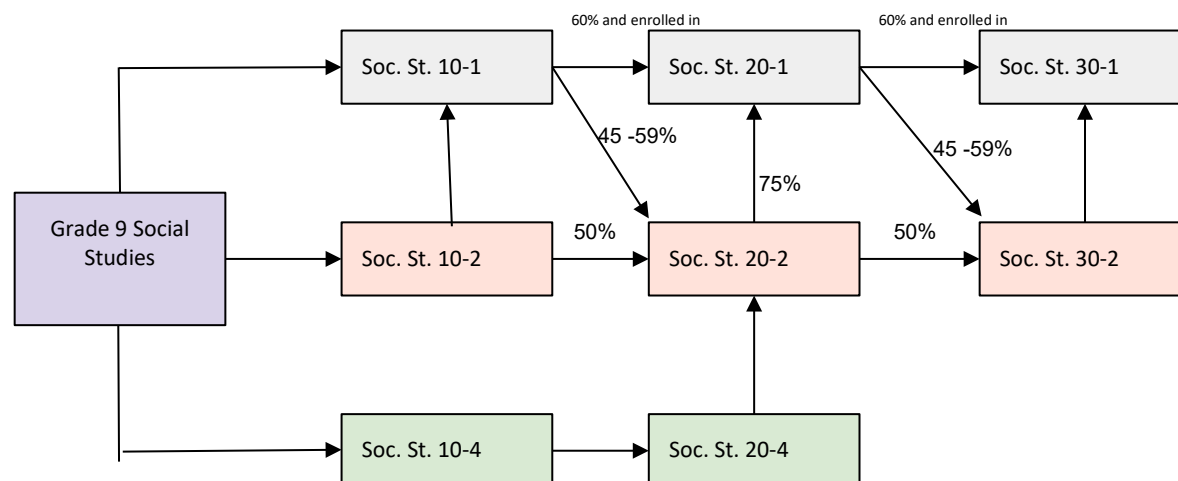 60% and enrolled in
60% and enrolled in
Soc. St. 10-1
Soc. St. 20-1
Soc. St. 30-1
45 -59%
45 -59%
75%
Grade 9 Social
Studies
50%
50%
Soc. St. 10-2
Soc. St. 20-2
Soc. St. 30-2
Soc. St. 10-4
Soc. St. 20-4